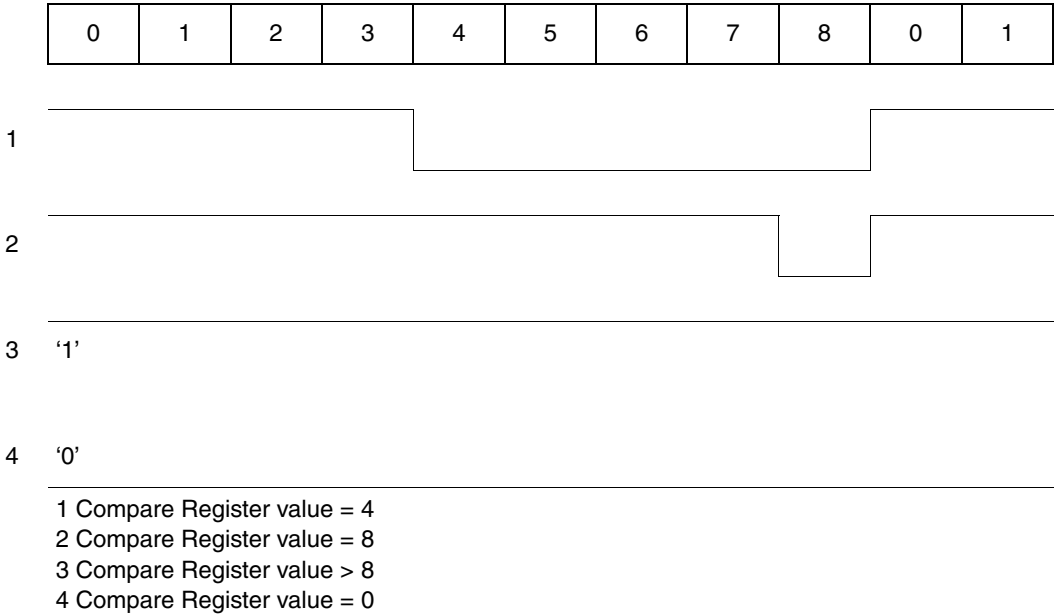 0 1 2 3 4 5 6 7 8 0 1
1
2
3 ‘1’
4 ‘0’
1 Compare Register value = 4
2 Compare Register value = 8
3 Compare Register value > 8
4 Compare Register value = 0